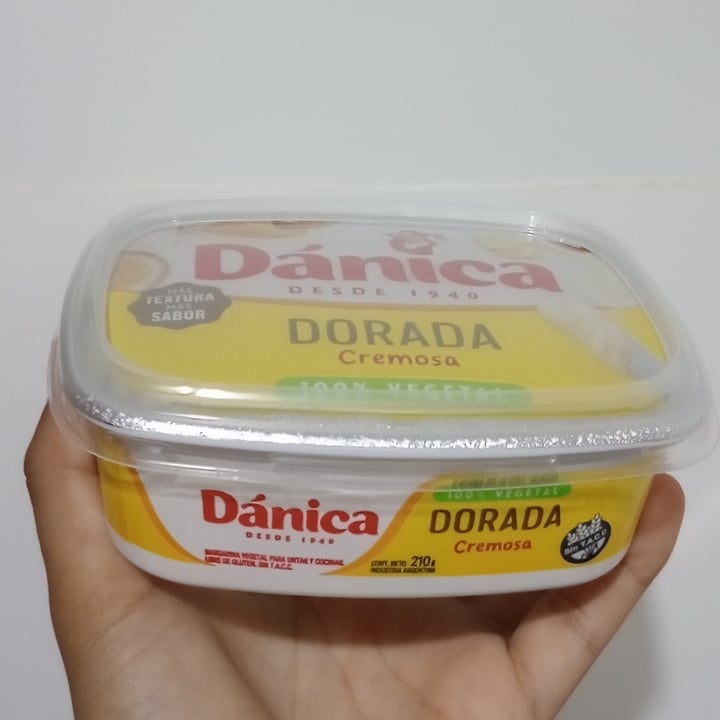 Dánica
DESDE 1940
MÁS
TEXTURA
MÁS
SABOR
DORADA
Cremosa
100% VEGETAL
Dánica
DESDE 1940
MARGARINA VEGETAL PARA UNTAR Y COCINAR.
LIBRE DE GLUTEN. SIN T.A.C.C.
100% VEGETAL
DORADA
Cremosa
CONT. NETO 210g
INDUSTRIA ARGENTINA
Sin T.A.C.C.